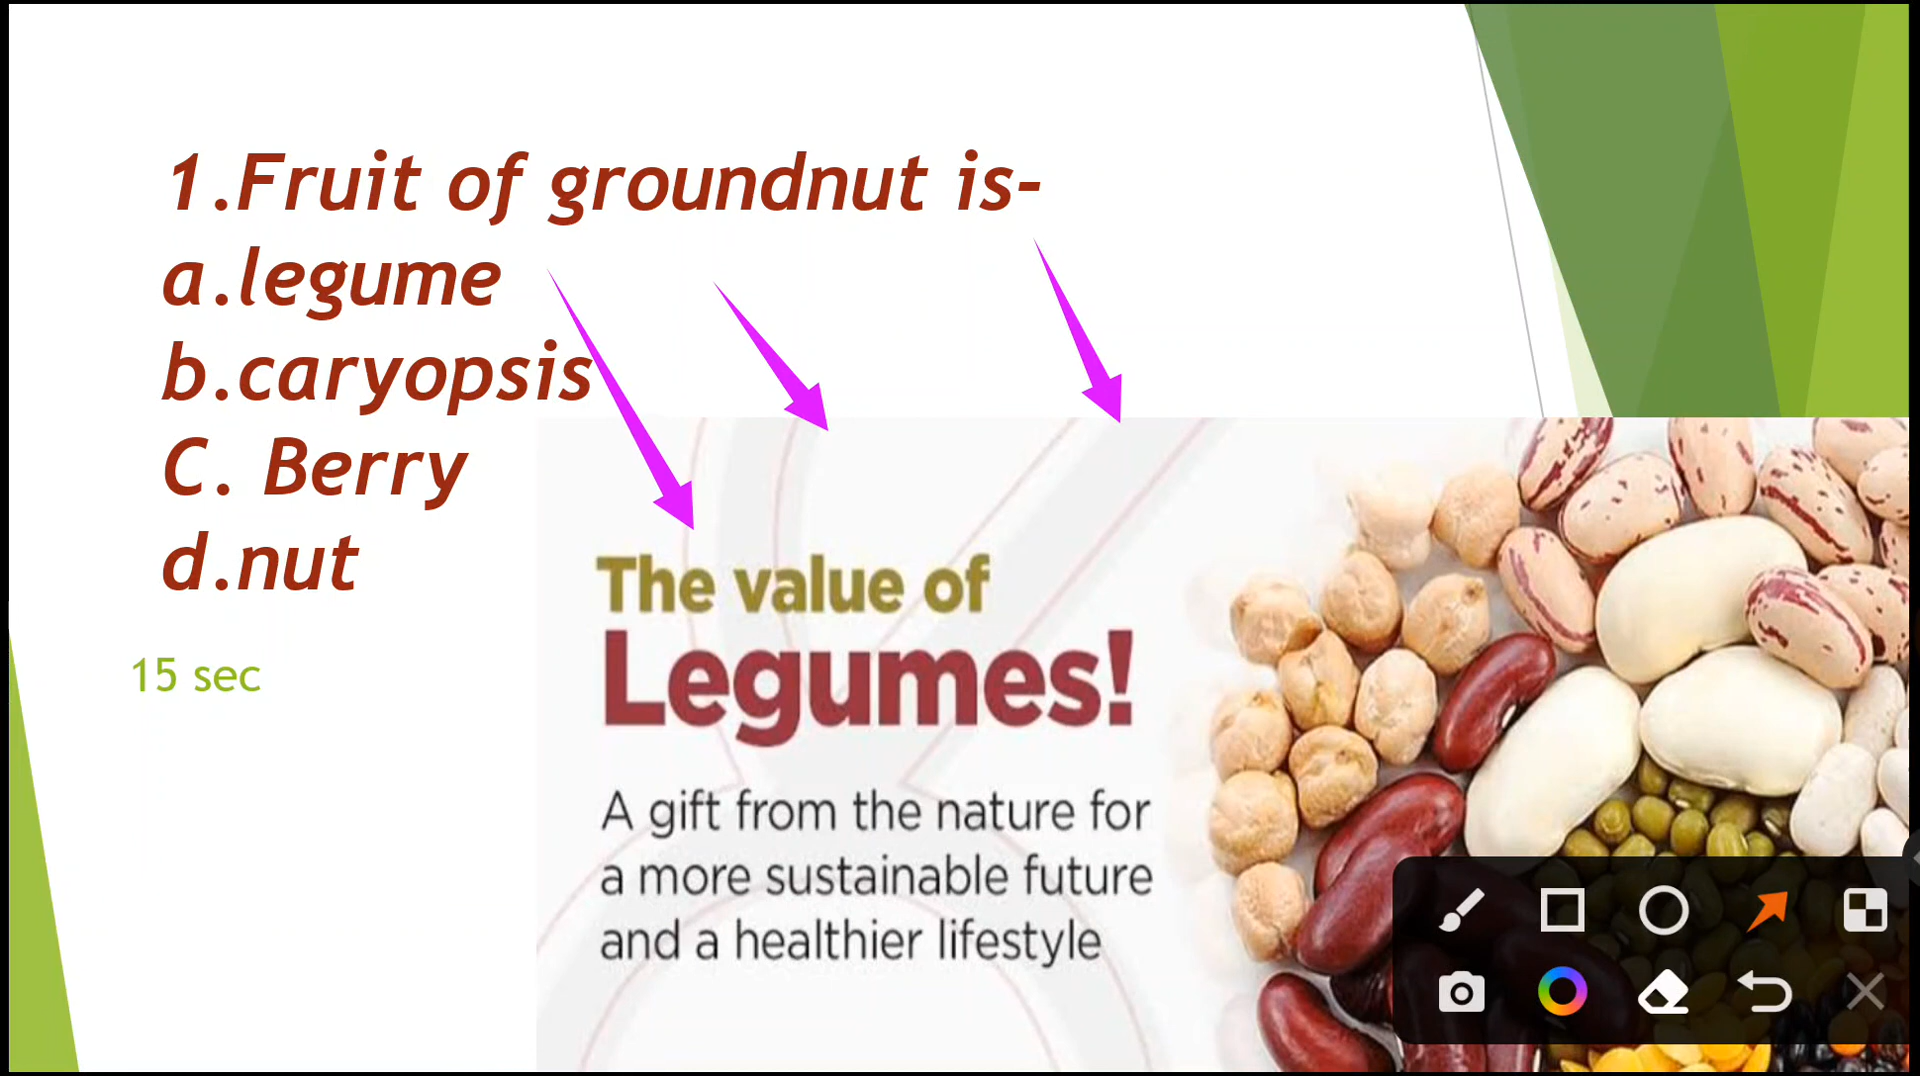 1.Fruit of groundnut is-
a.legume
b.caryopsis
C. Berry
d.nut
15 sec
The value of
Legumes!
A gift from the nature for
a more sustainable future
and a healthier lifestyle